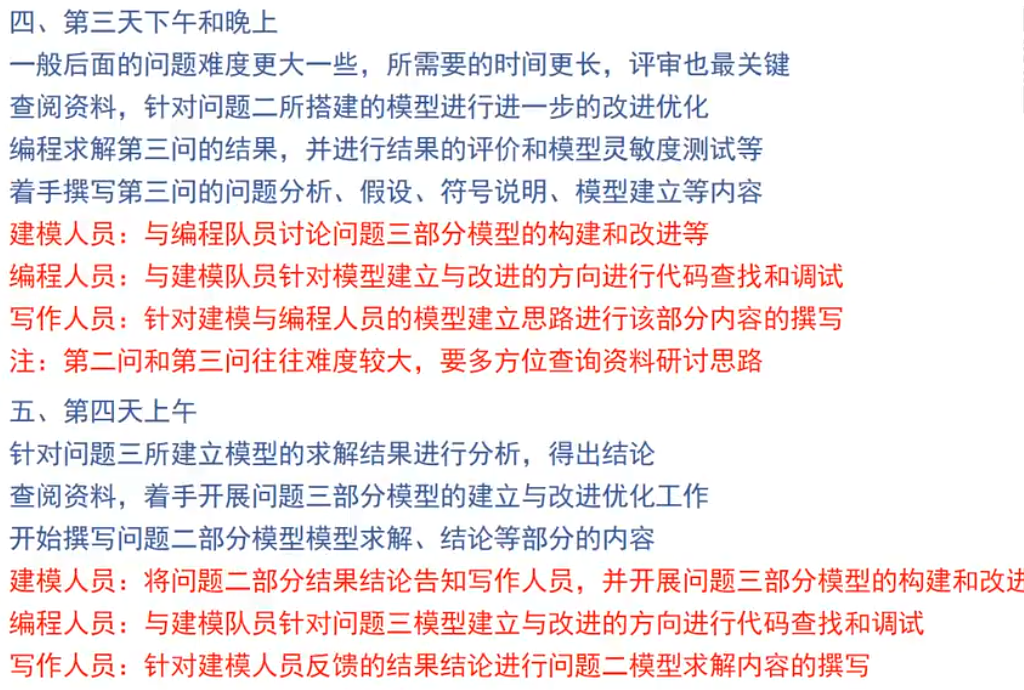 四、第三天下午和晚上
一般后面的问题难度更大一些，所需要的时间更长，评审也最关键
查阅资料，针对问题二所搭建的模型进行进一步的改进优化
编程求解第三问的结果，并进行结果的评价和模型灵敏度测试等
着手撰写第三问的问题分析、假设、符号说明、模型建立等内容
建模人员：与编程队员讨论问题三部分模型的构建和改进等
编程人员：与建模队员针对模型建立与改进的方向进行代码查找和调试
写作人员：针对建模与编程人员的模型建立思路进行该部分内容的撰写
注：第二问和第三问往往难度较大，要多方位查询资料研讨思路
五、第四天上午
针对问题三所建立模型的求解结果进行分析，得出结论
查阅资料，着手开展问题三部分模型的建立与改进优化工作
开始撰写问题二部分模型模型求解、结论等部分的内容
建模人员：将问题二部分结果结论告知写作人员，并开展问题三部分模型的构建和改进
编程人员：与建模队员针对问题三模型建立与改进的方向进行代码查找和调试
写作人员：针对建模人员反馈的结果结论进行问题二模型求解内容的撰写